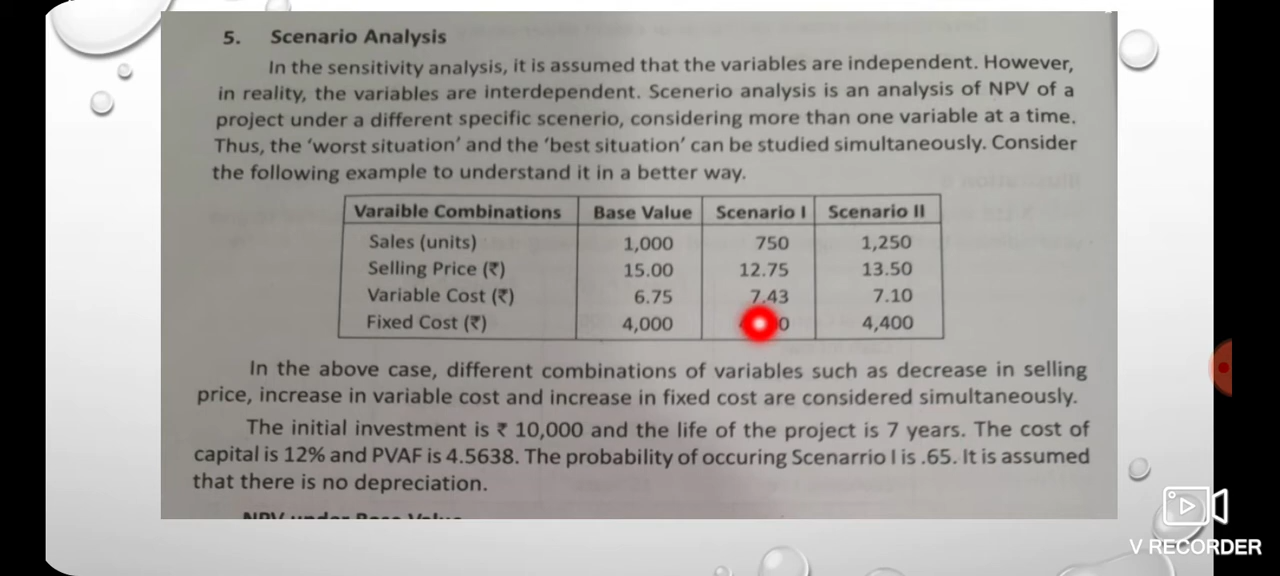 5. Scenario Analysis
In the sensitivity analysis, it is assumed that the variables are independent. However,
in reality, the variables are interdependent. Scenerio analysis is an analysis of NPV of a
project under a different specific scenerio, considering more than one variable at a time.
Thus, the ‘worst situation’ and the ‘best situation’ can be studied simultaneously. Consider
the following example to understand it in a better way.
Varaible Combinations Base Value Scenario I Scenario II
Sales (units) 1,000 750 1,250
Selling Price (₹) 15.00 12.75 13.50
Variable Cost (₹) 6.75 7.43 7.10
Fixed Cost (₹) 4,000 4,400
In the above case, different combinations of variables such as decrease in selling
price, increase in variable cost and increase in fixed cost are considered simultaneously.
The initial investment is ₹ 10,000 and the life of the project is 7 years. The cost of
capital is 12% and PVAF is 4.5638. The probability of occuring Scenarrio I is .65. It is assumed
that there is no depreciation.
V RECORDER